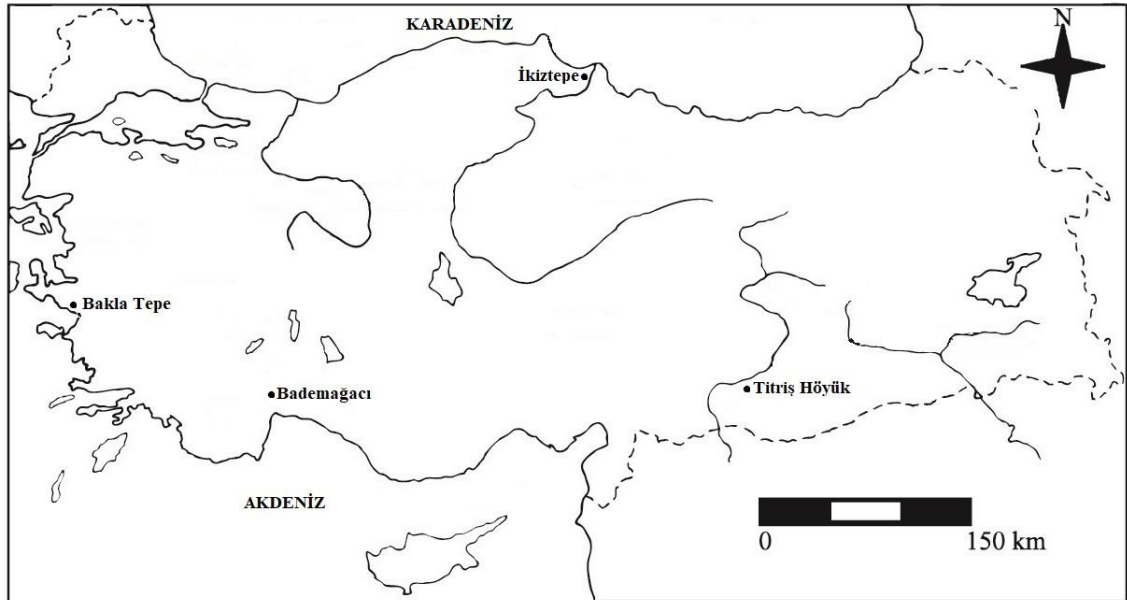 KARADENİZ
N
İkiztepe
Bakla Tepe
Bademağacı
Titriş Höyük
AKDENİZ
0 150 km